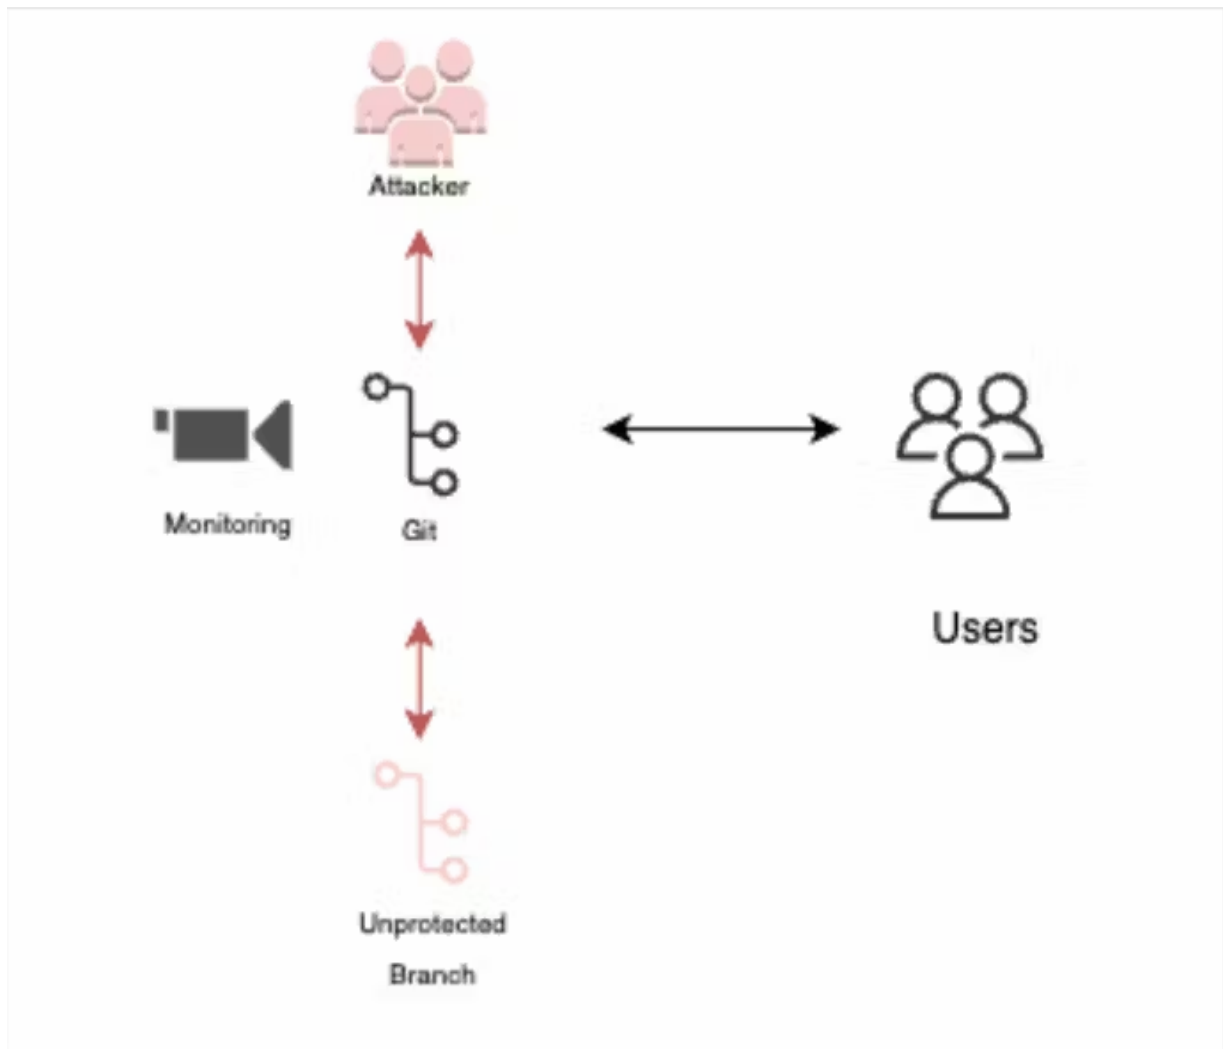 Attacker
Monitoring
Git
Users
Unprotected
Branch